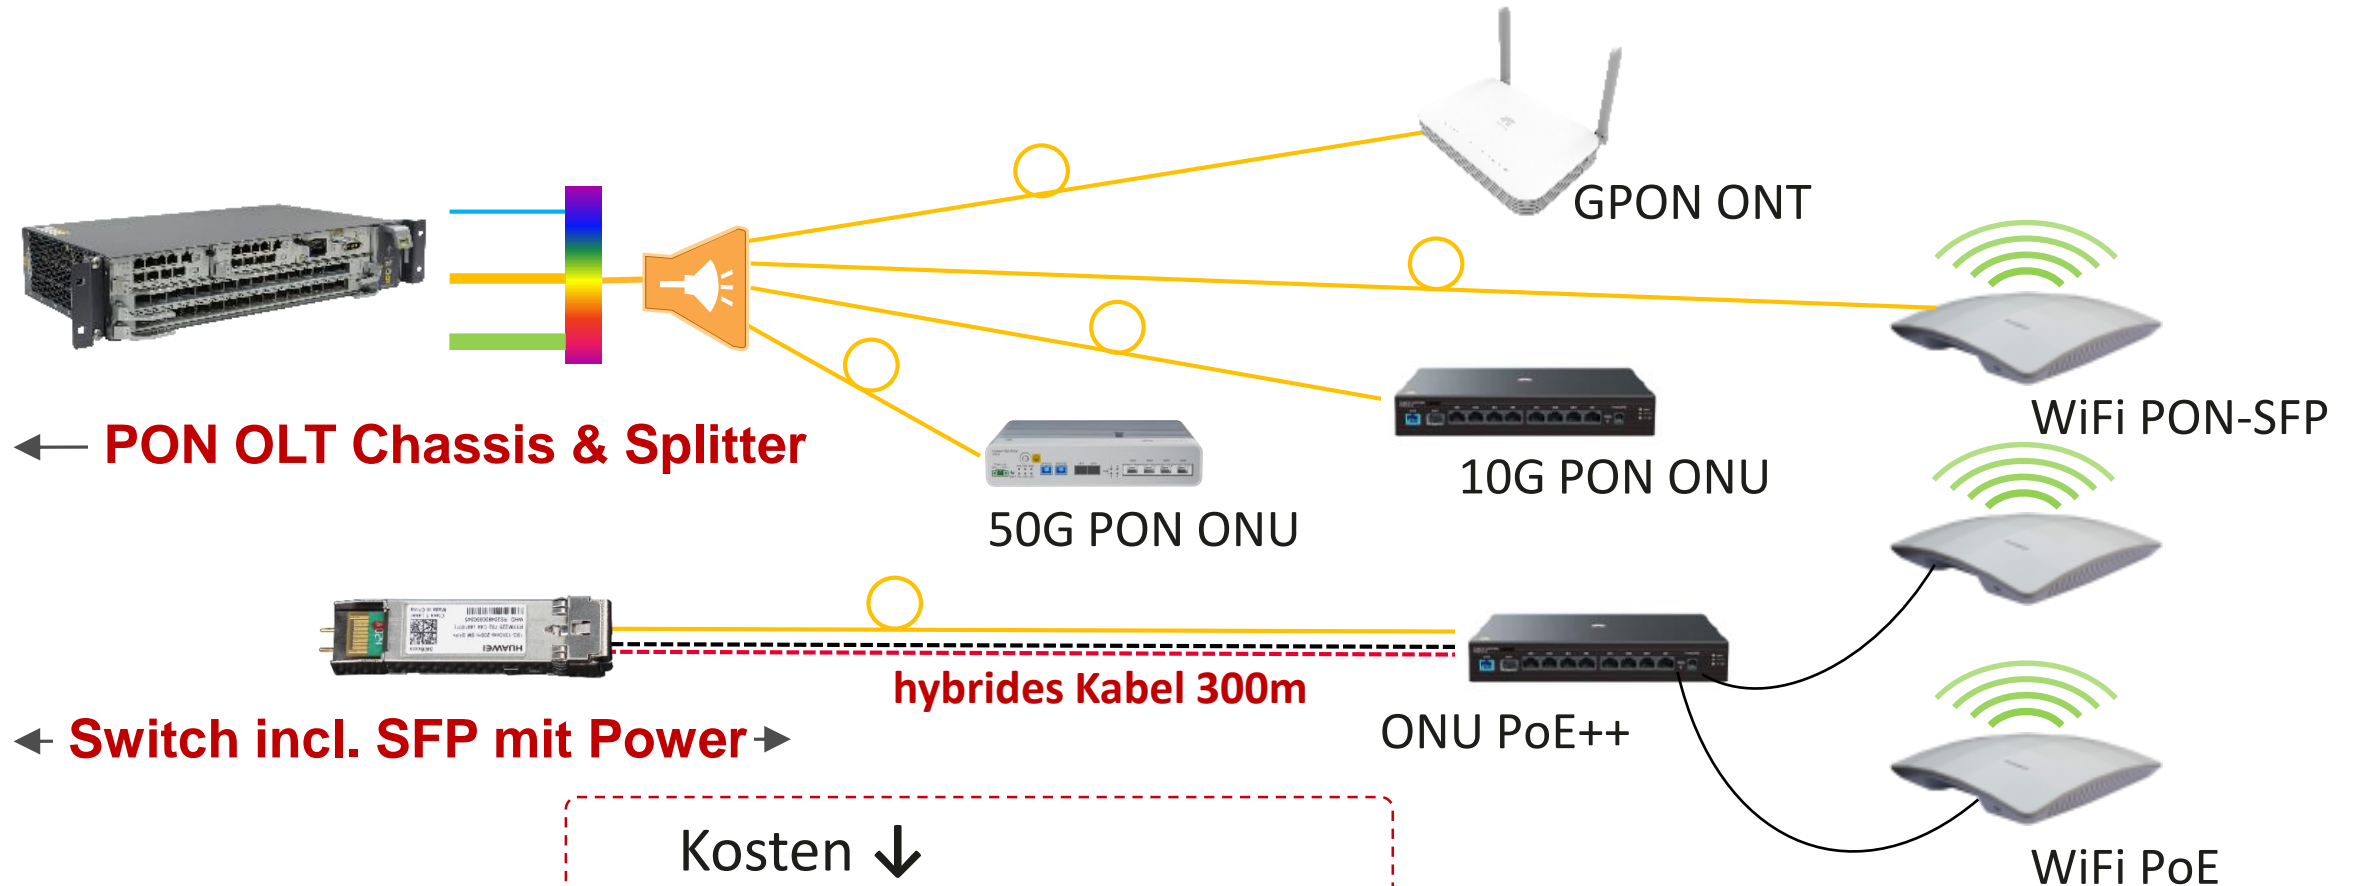 GPON ONT
WiFi PON-SFP
PON OLT Chassis & Splitter
10G PON ONU
50G PON ONU
HUAWEI
hybrides Kabel 300m
ONU PoE++
Switch incl. SFP mit Power
Kosten ↓
WiFi PoE